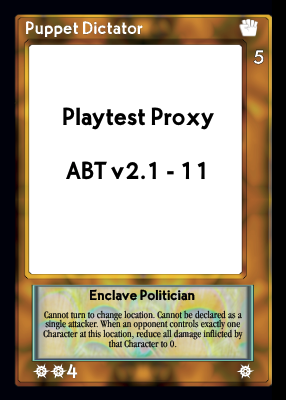 Puppet Dictator
5
Playtest Proxy
ABT v2.1 - 11
Enclave Politician
Cannot turn to change location. Cannot be declared as a
single attacker. When an opponent controls exactly one
Character at this location, reduce all damage inflicted by
that Character to 0.
4